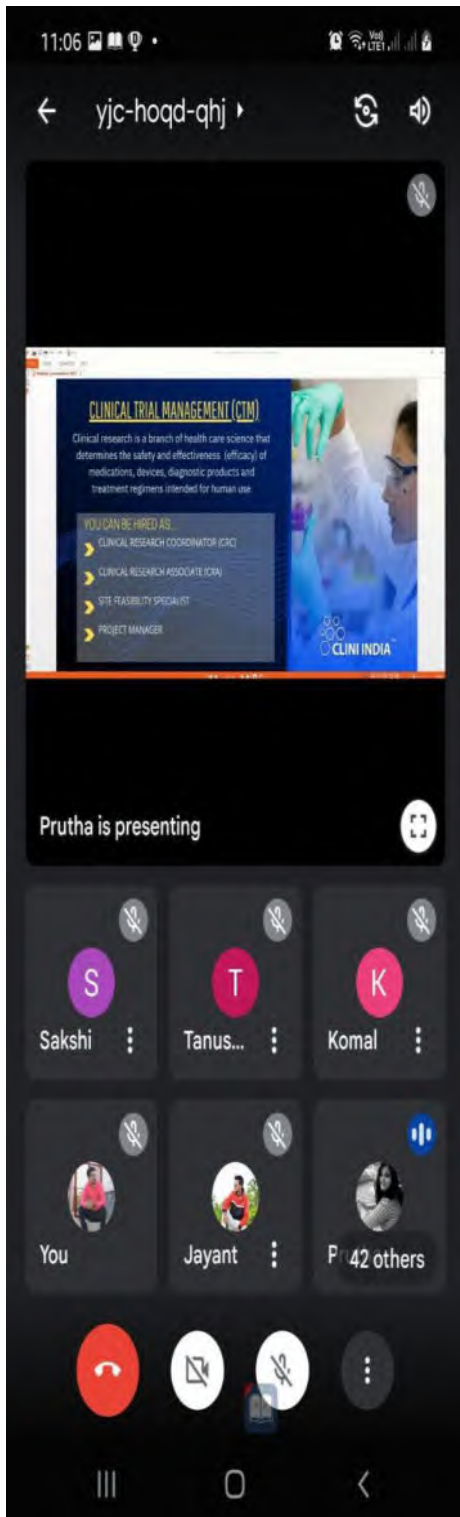 11:06
Vo)
LTE1
yjc-hoqd-qhj
CLINICAL TRIAL MANAGEMENT (CTM)
Clinical research is a branch of health care science that
determines the safety and effectiveness (efficacy) of
medications, devices, diagnostic products and
treatment regimens intended for human use
YOU CAN BE HIRED AS...
CLINICAL RESEARCH COORDINATOR (CRC)
CLINICAL RESEARCH ASSOCIATE (CRA)
SITE FEASIBILITY SPECIALIST
PROJECT MANAGER
CLINI INDIA™
Prutha is presenting
S
T
K
Sakshi
Tanus...
Komal
You
Jayant
42 others